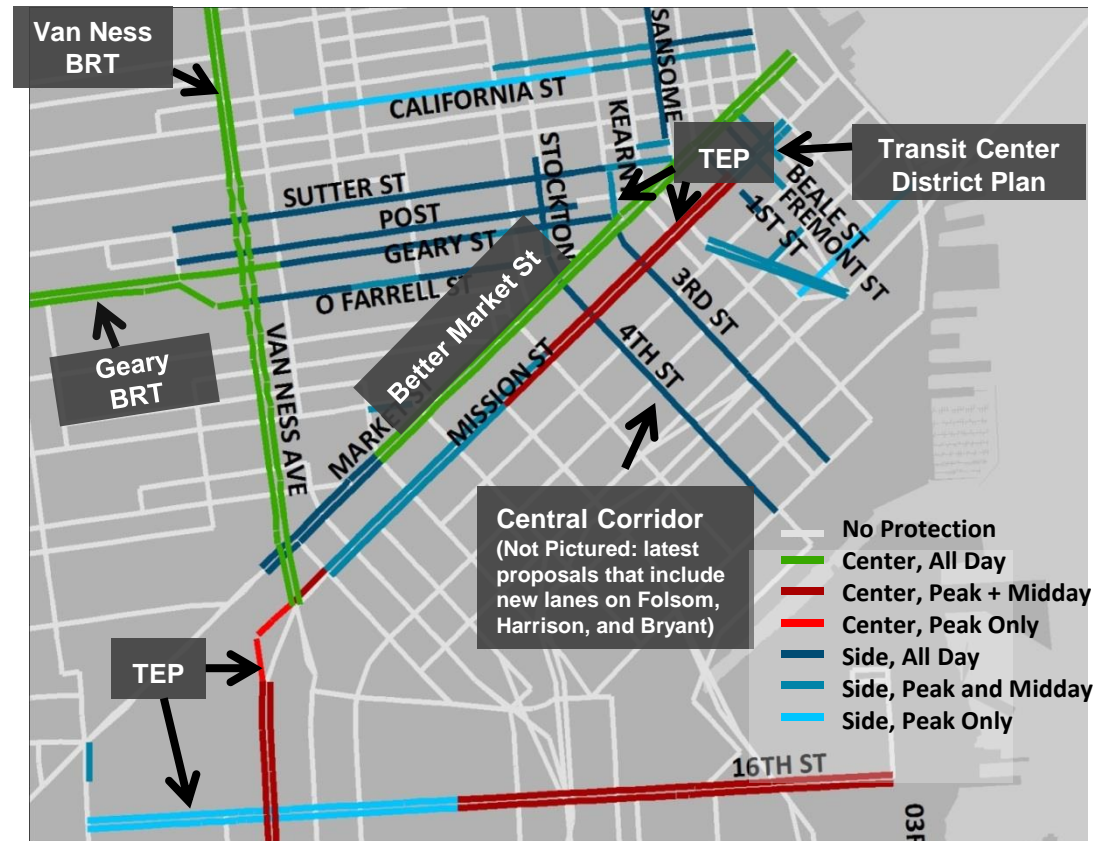 Van Ness
BRT
SANSOME
CALIFORNIA ST
KEARN
STOCKTON
TEP
Transit Center
District Plan
SUTTER ST
POST
GEARY ST
O FARRELL ST
BEALE ST
FREMONT ST
1ST ST
3RD ST
4TH ST
Better Market St
Geary
BRT
VAN NESS AVE
MARKET ST
MISSION ST
Central Corridor
(Not Pictured: latest
proposals that include
new lanes on Folsom,
Harrison, and Bryant)
No Protection
Center, All Day
Center, Peak + Midday
Center, Peak Only
Side, All Day
Side, Peak and Midday
Side, Peak Only
TEP
16TH ST